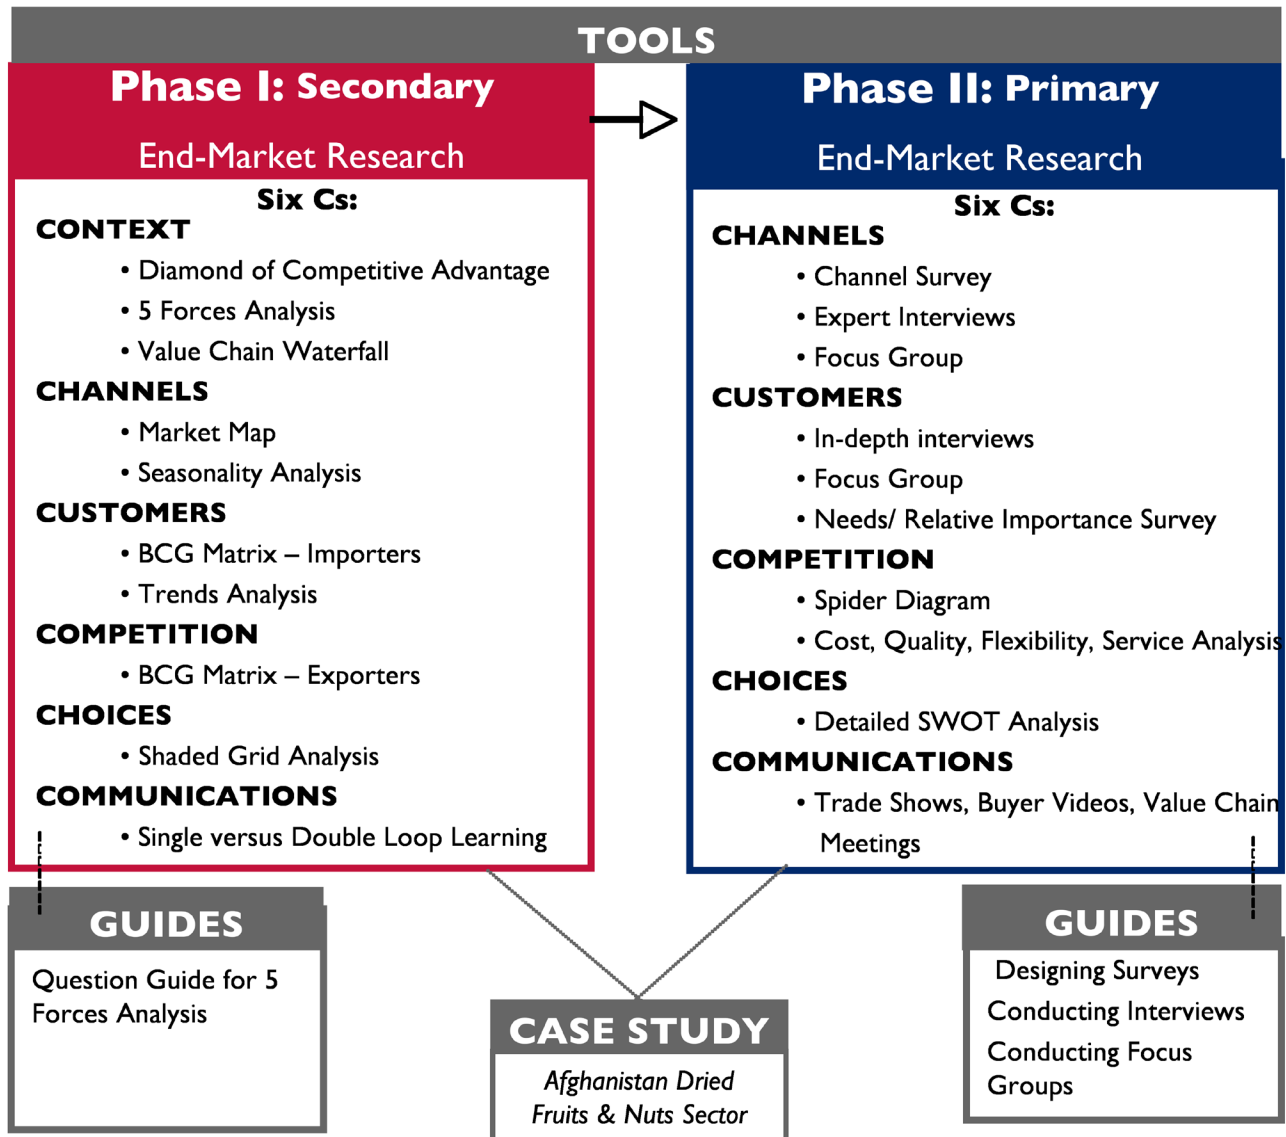 TOOLS
Phase I: Secondary
End-Market Research
Six Cs:
CONTEXT
• Diamond of Competitive Advantage
• 5 Forces Analysis
• Value Chain Waterfall
CHANNELS
• Market Map
• Seasonality Analysis
CUSTOMERS
• BCG Matrix – Importers
• Trends Analysis
COMPETITION
• BCG Matrix – Exporters
CHOICES
• Shaded Grid Analysis
COMMUNICATIONS
• Single versus Double Loop Learning
Phase II: Primary
End-Market Research
Six Cs:
CHANNELS
• Channel Survey
• Expert Interviews
• Focus Group
CUSTOMERS
• In-depth interviews
• Focus Group
• Needs/ Relative Importance Survey
COMPETITION
• Spider Diagram
• Cost, Quality, Flexibility, Service Analysis
CHOICES
• Detailed SWOT Analysis
COMMUNICATIONS
• Trade Shows, Buyer Videos, Value Chain
Meetings
GUIDES
Question Guide for 5
Forces Analysis
CASE STUDY
Afghanistan Dried
Fruits & Nuts Sector
GUIDES
Designing Surveys
Conducting Interviews
Conducting Focus
Groups